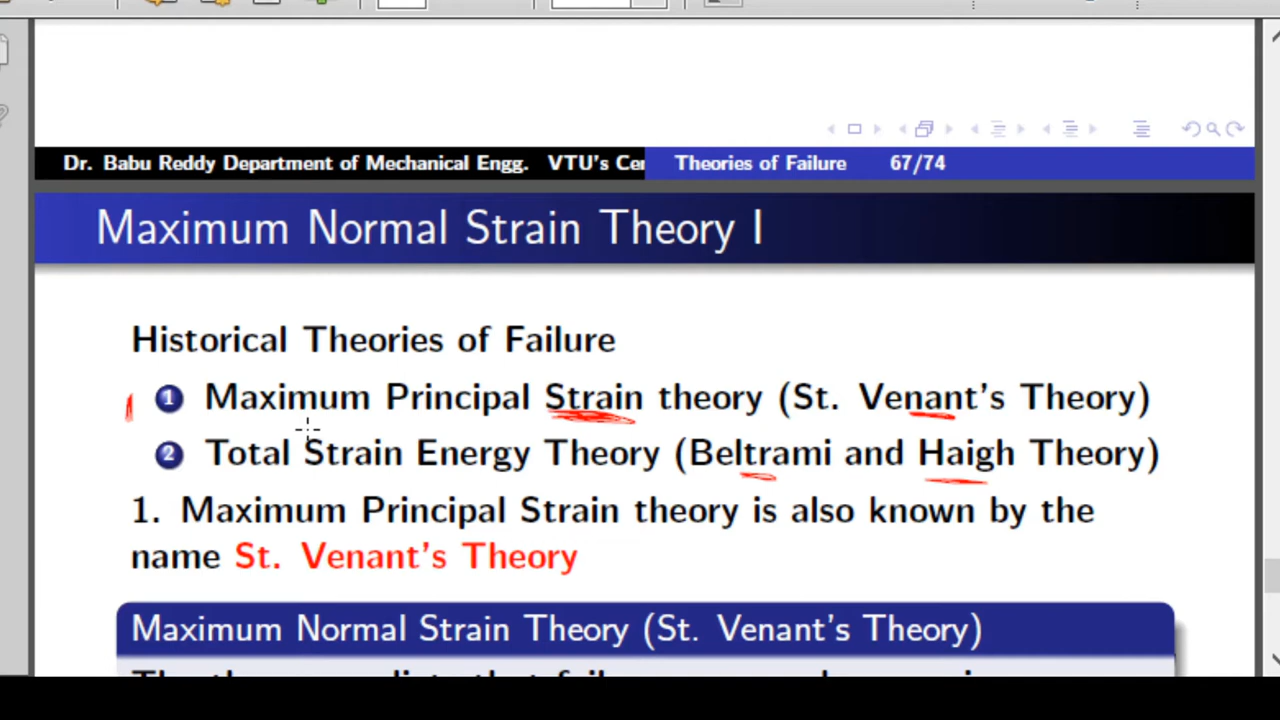 Dr. Babu Reddy Department of Mechanical Engg. VTU's Cen Theories of Failure 67/74
Maximum Normal Strain Theory I
Historical Theories of Failure
1 Maximum Principal Strain theory (St. Venant's Theory)
2 Total Strain Energy Theory (Beltrami and Haigh Theory)
1. Maximum Principal Strain theory is also known by the
name St. Venant's Theory
Maximum Normal Strain Theory (St. Venant's Theory)